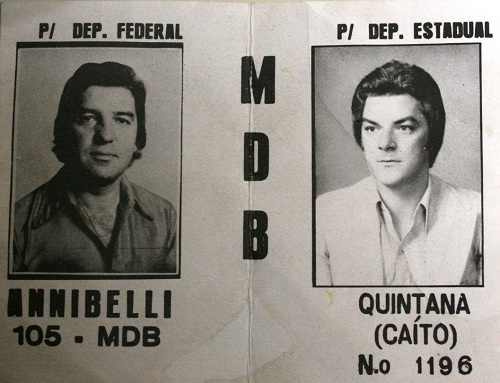 P/ DEP. FEDERAL
ANNIBELLI
105 - MDB
M
D
B
P/ DEP. ESTADUAL
QUINTANA
(CAÍTO)
N.o 1196